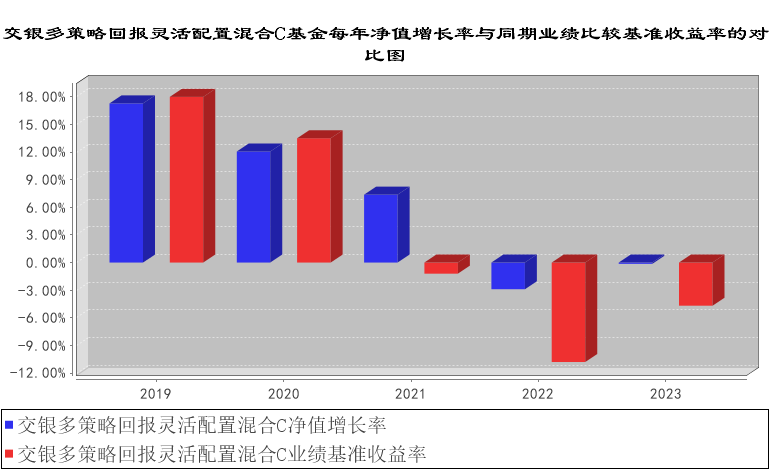 交银多策略回报灵活配置混合C基金每年净值增长率与同期业绩比较基准收益率的对
比图
18.00%
15.00%
12.00%
9.00%
6.00%
3.00%
0.00%
-3.00%
-6.00%
-9.00%
-12.00%
2019 2020 2021 2022 2023
交银多策略回报灵活配置混合C净值增长率
交银多策略回报灵活配置混合C业绩基准收益率